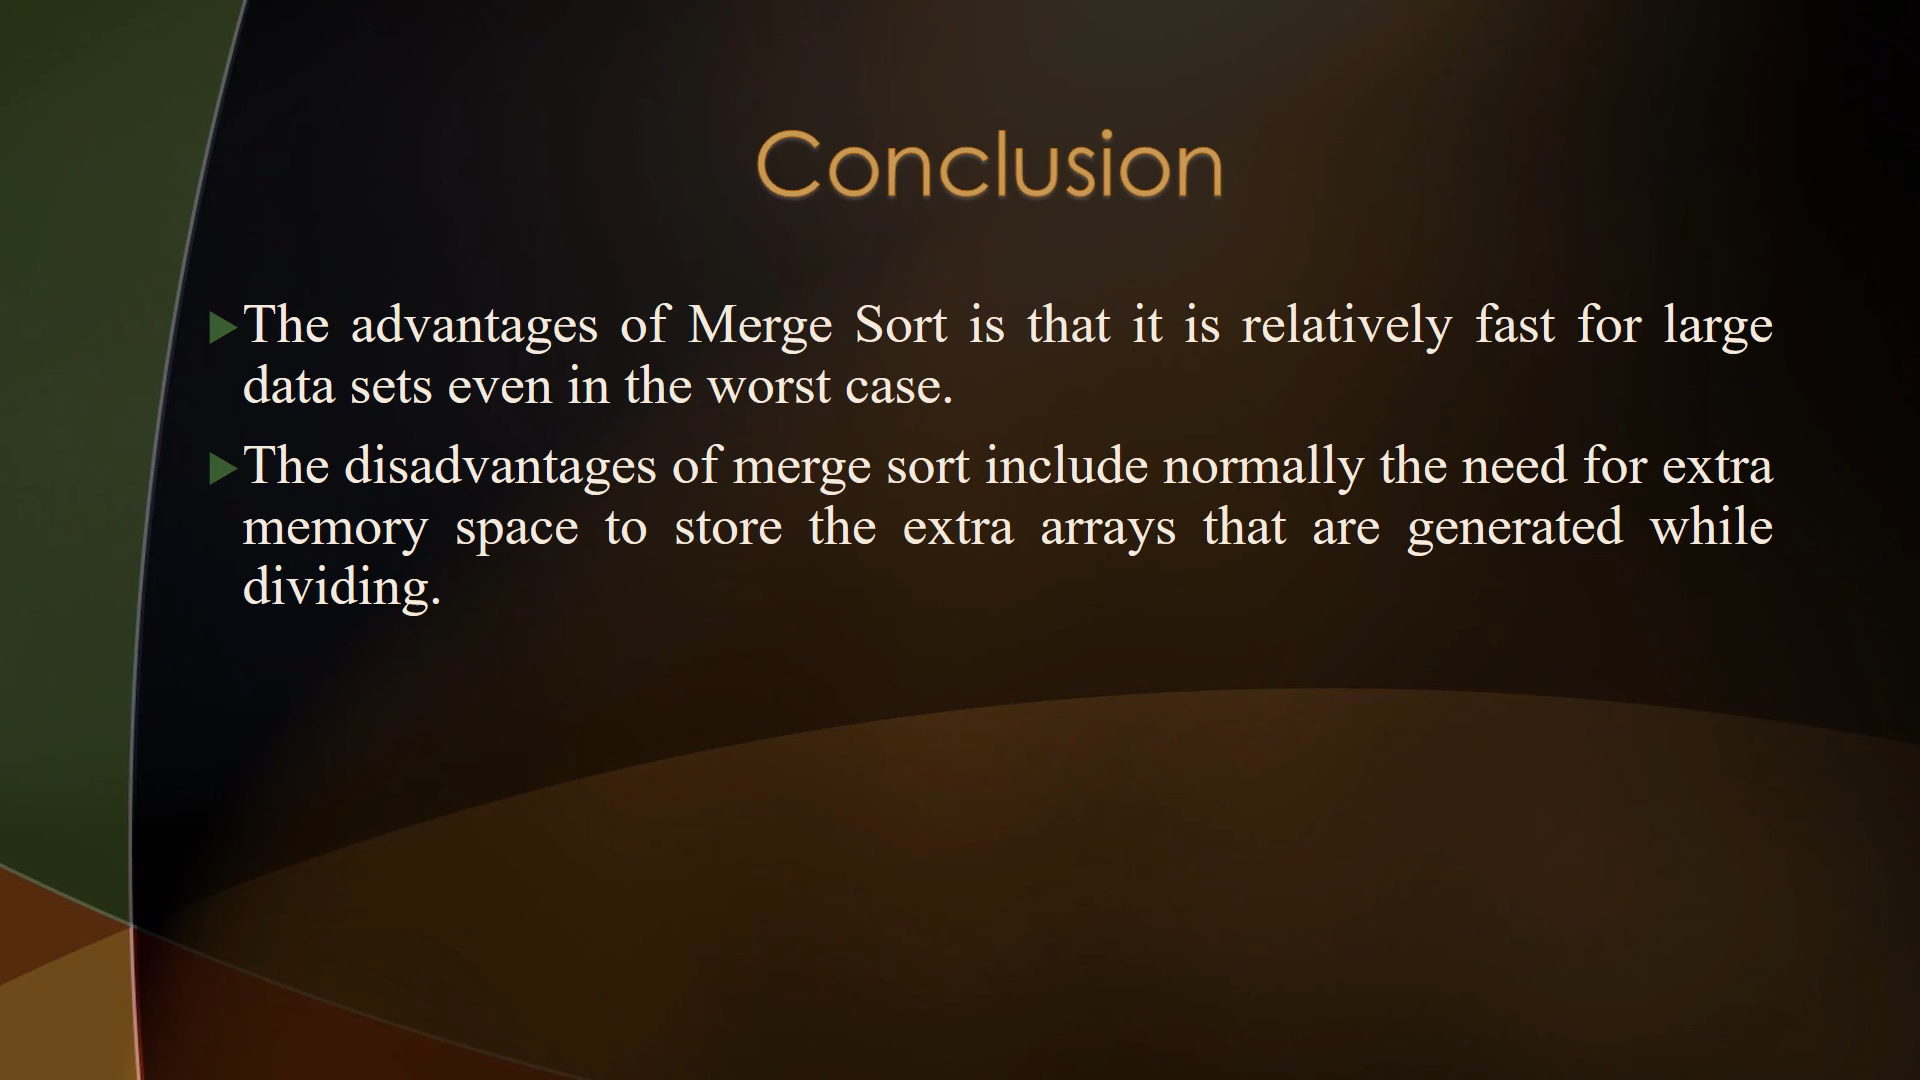 Conclusion
The advantages of Merge Sort is that it is relatively fast for large
data sets even in the worst case.
The disadvantages of merge sort include normally the need for extra
memory space to store the extra arrays that are generated while
dividing.